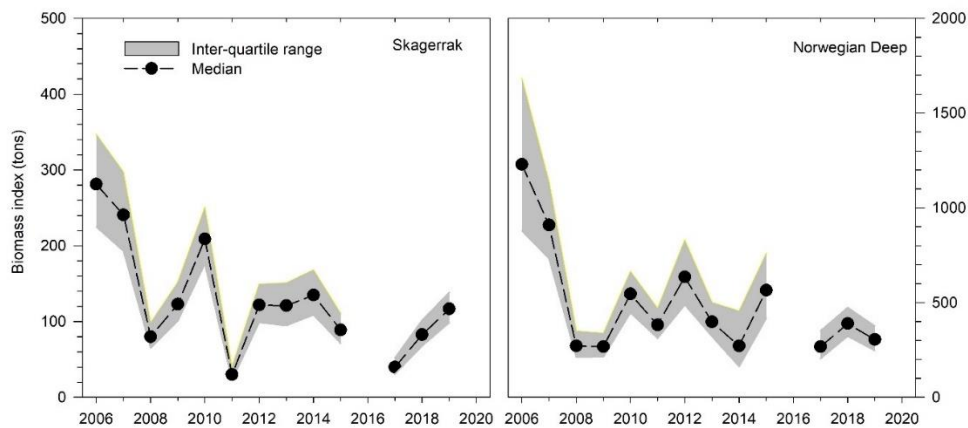 500
400
300
200
100
0
Biomass index (tons)
Inter-quartile range
Median
Skagerrak
2006 2008 2010 2012 2014 2016 2018 2020
Norwegian Deep
2006 2008 2010 2012 2014 2016 2018 2020
2000
1500
1000
500
0